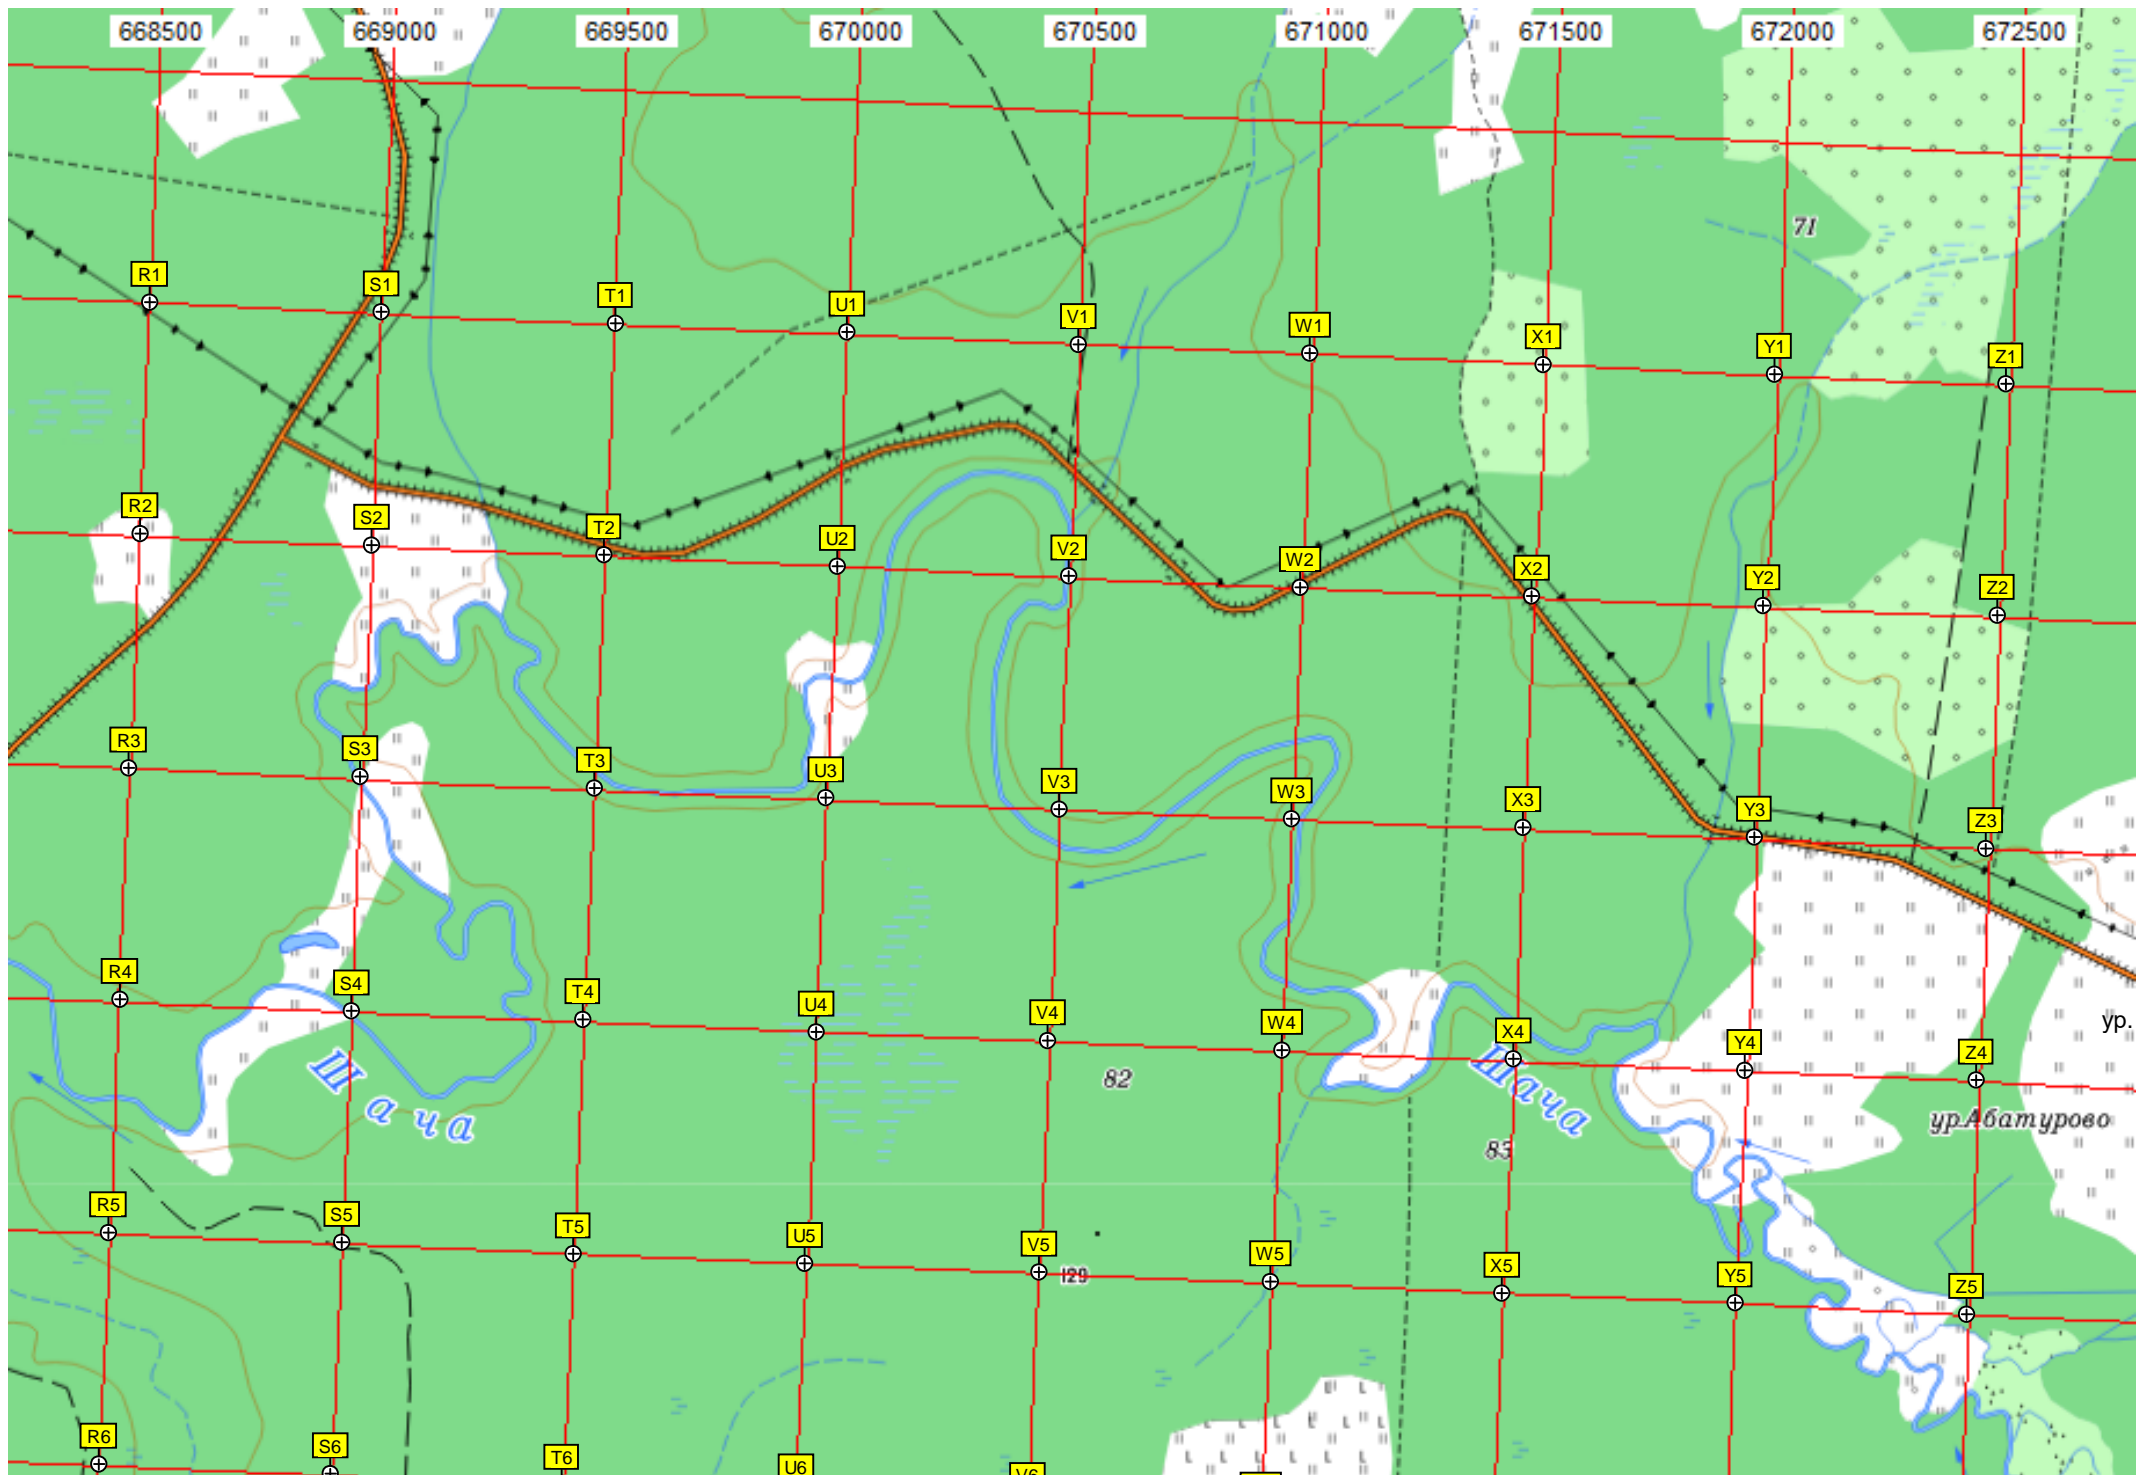 668500 669000 669500 670000 670500 671000 671500 672000 672500
71
R1 S1 T1 U1 V1 W1 X1 Y1 Z1
R2 S2 T2 U2 V2 W2 X2 Y2 Z2
R3 S3 T3 U3 V3 W3 X3 Y3 Z3
R4 S4 T4 U4 V4 W4 X4 Y4 Z4
ур.
Шача Шача
82
ур.Абатурово
83
R5 S5 T5 U5 V5 W5 X5 Y5 Z5
129
R6 S6 T6 U6 V6